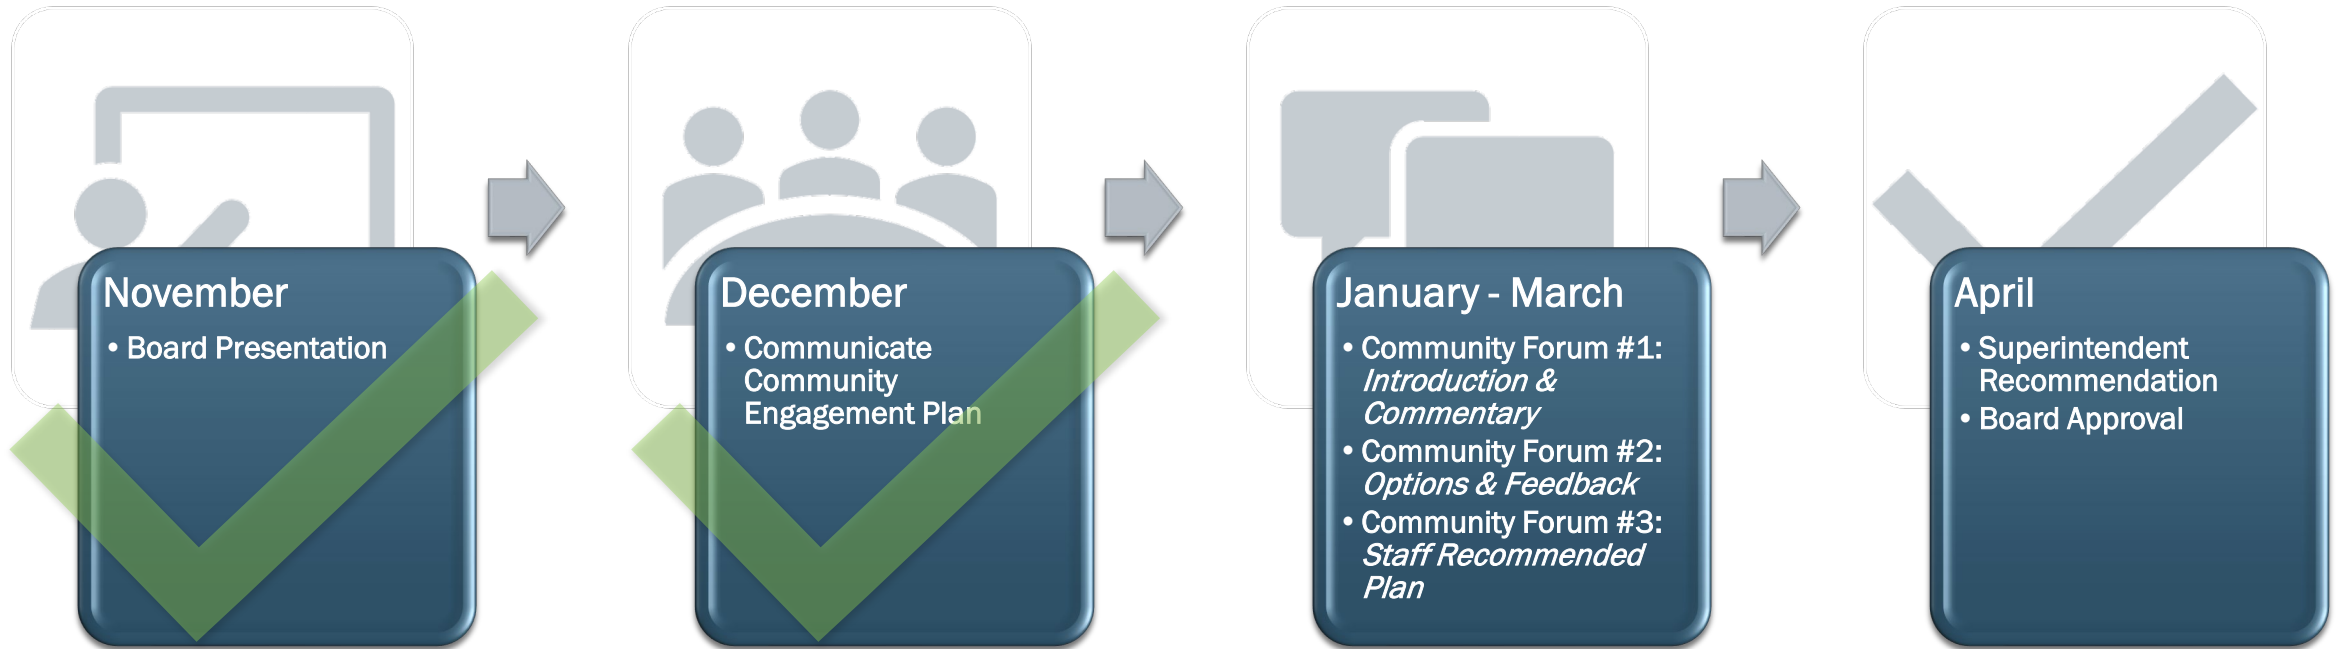 November
• Board Presentation
December
• Communicate
Community
Engagement Plan
January - March
• Community Forum #1:
Introduction &
Commentary
• Community Forum #2:
Options & Feedback
• Community Forum #3:
Staff Recommended
Plan
April
• Superintendent
Recommendation
• Board Approval